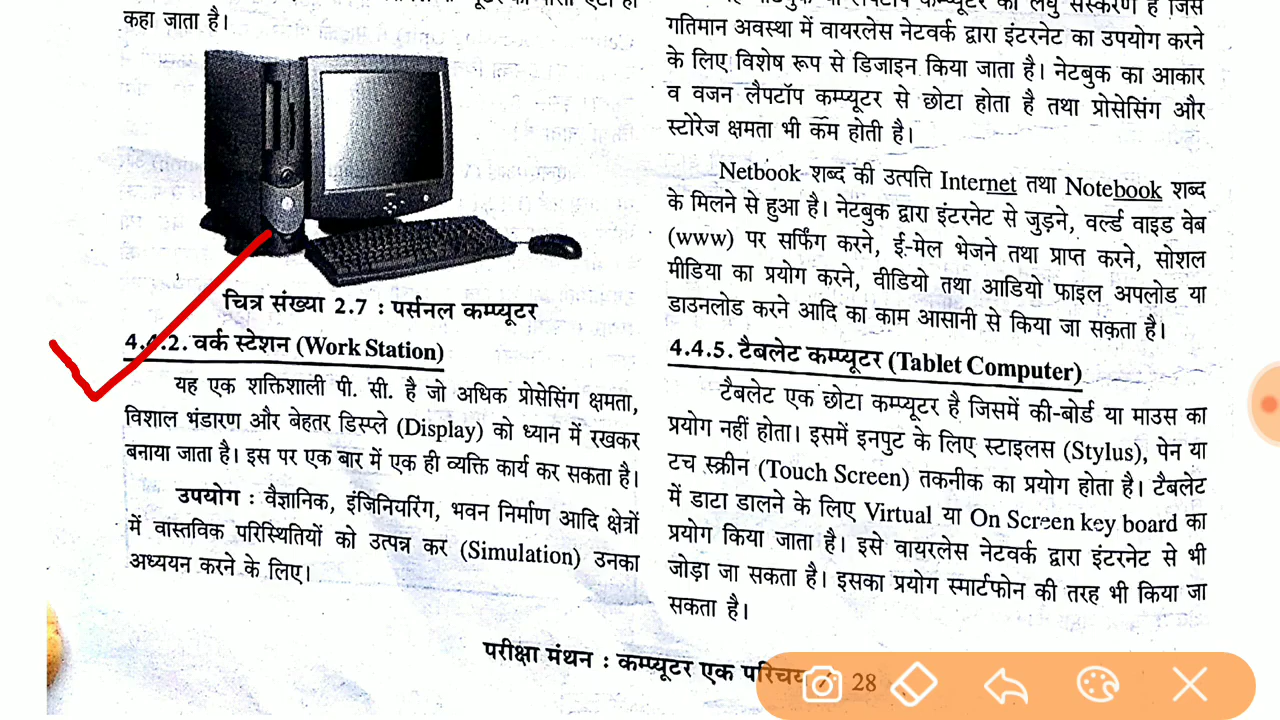 कहा जाता है।
चित्र संख्या 2.7 : पर्सनल कम्प्यूटर
4.4.2. वर्क स्टेशन (Work Station)
यह एक शक्तिशाली पी. सी. है जो अधिक प्रोसेसिंग क्षमता,
विशाल भंडारण और बेहतर डिस्प्ले (Display) को ध्यान में रखकर
बनाया जाता है। इस पर एक बार में एक ही व्यक्ति कार्य कर सकता है।
उपयोग : वैज्ञानिक, इंजिनियरिंग, भवन निर्माण आदि क्षेत्रों
में वास्तविक परिस्थितियों को उत्पन्न कर (Simulation) उनका
अध्ययन करने के लिए।
लघु संस्करण है जिसे
गतिमान अवस्था में वायरलेस नेटवर्क द्वारा इंटरनेट का उपयोग करने
के लिए विशेष रूप से डिजाइन किया जाता है। नेटबुक का आकार
व वजन लैपटॉप कम्प्यूटर से छोटा होता है तथा प्रोसेसिंग और
स्टोरेज क्षमता भी कम होती है।
Netbook शब्द की उत्पत्ति Internet तथा Notebook शब्द
के मिलने से हुआ है। नेटबुक द्वारा इंटरनेट से जुड़ने, वर्ल्ड वाइड वेब
(www) पर सर्फिंग करने, ई-मेल भेजने तथा प्राप्त करने, सोशल
मीडिया का प्रयोग करने, वीडियो तथा आडियो फाइल अपलोड या
डाउनलोड करने आदि का काम आसानी से किया जा सकता है।
4.4.5. टैबलेट कम्प्यूटर (Tablet Computer)
टैबलेट एक छोटा कम्प्यूटर है जिसमें की-बोर्ड या माउस का
प्रयोग नहीं होता। इसमें इनपुट के लिए स्टाइलस (Stylus), पेन या
टच स्क्रीन (Touch Screen) तकनीक का प्रयोग होता है। टैबलेट
में डाटा डालने के लिए Virtual या On Screen key board का
प्रयोग किया जाता है। इसे वायरलेस नेटवर्क द्वारा इंटरनेट से भी
जोड़ा जा सकता है। इसका प्रयोग स्मार्टफोन की तरह भी किया जा
सकता है।
परीक्षा मंथन : कम्प्यूटर एक परिचय / 28